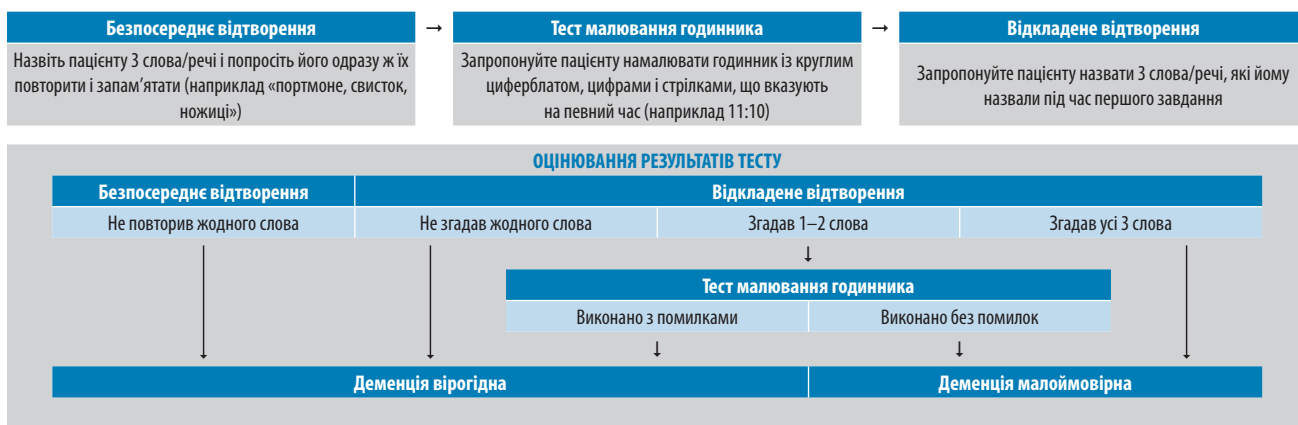 Безпосереднє відтворення → Тест малювання годинника → Відкладене відтворення
Назвіть пацієнту 3 слова/речі і попросіть його одразу ж їх
повторити і запам’ятати (наприклад «портмоне, свисток,
ножиці»)
Запропонуйте пацієнту намалювати годинник із круглим
циферблатом, цифрами і стрілками, що вказують
на певний час (наприклад 11:10)
Запропонуйте пацієнту назвати 3 слова/речі, які йому
назвали під час першого завдання
ОЦІНЮВАННЯ РЕЗУЛЬТАТІВ ТЕСТУ
Безпосереднє відтворення Відкладене відтворення
Не повторив жодного слова Не згадав жодного слова Згадав 1–2 слова Згадав усі 3 слова
Тест малювання годинника
Виконано з помилками Виконано без помилок
Деменція вірогідна Деменція малоймовірна